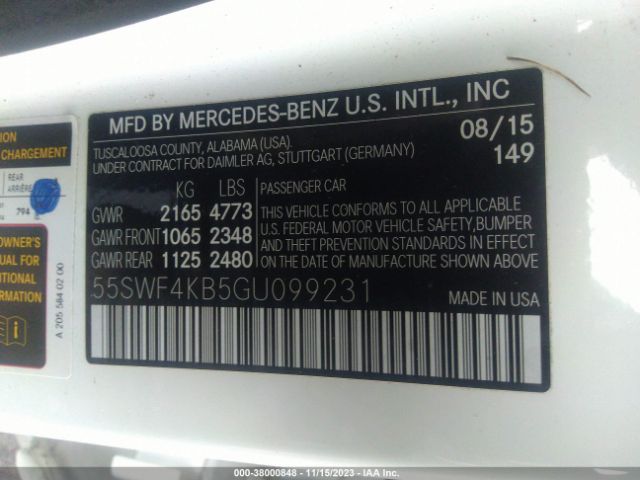 MFD BY MERCEDES-BENZ U.S. INTL., INC
TUSCALOOSA COUNTY, ALABAMA (USA).
UNDER CONTRACT FOR DAIMLER AG, STUTTGART (GERMANY)
08/15
149
KG LBS
GVWR 2165 4773
GAWR FRONT 1065 2348
GAWR REAR 1125 2480
PASSENGER CAR
THIS VEHICLE CONFORMS TO ALL APPLICABLE
U.S. FEDERAL MOTOR VEHICLE SAFETY,BUMPER
AND THEFT PREVENTION STANDARDS IN EFFECT
ON THE DATE OF MANUFACTURE SHOWN ABOVE
55SWF4KB5GU099231
MADE IN USA
CHARGEMENT
REAR
ARRIÈRE
794
OWNER'S
UAL FOR
ITIONAL
RMATION
A 205 584 02 00
000-38000848 - 11/15/2023 - IAA Inc.